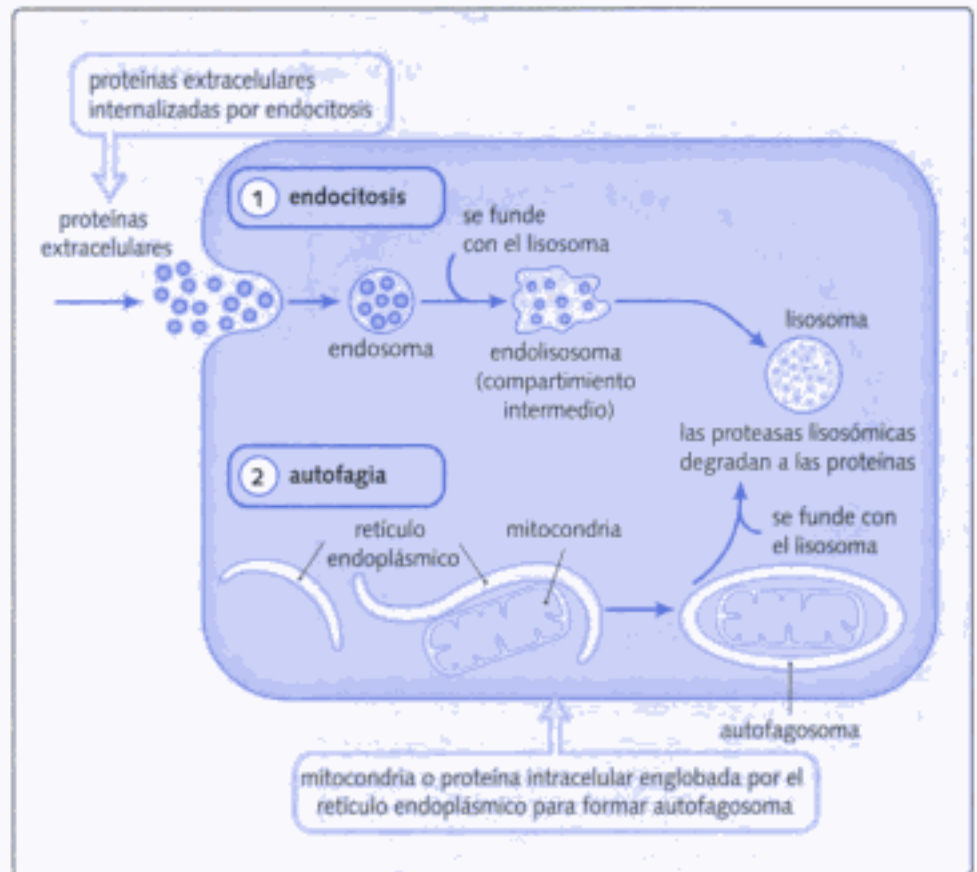 proteínas extracelulares
internalizadas por endocitosis
1 endocitosis
proteínas
extracelulares
se funde
con el lisosoma
endosoma
endolisosoma
(compartimiento
intermedio)
lisosoma
las proteasas lisosómicas
degradan a las proteínas
2 autofagia
retículo
endoplásmico
mitocondria
se funde con
el lisosoma
autofagosoma
mitocondria o proteína intracelular englobada por el
retículo endoplásmico para formar autofagosoma